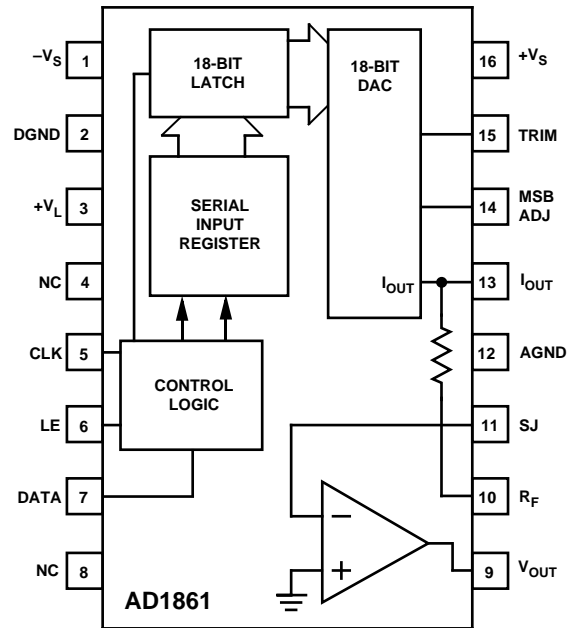 –VS 1
DGND 2
+VL 3
NC 4
CLK 5
LE 6
DATA 7
NC 8
18-BIT
LATCH
SERIAL
INPUT
REGISTER
CONTROL
LOGIC
18-BIT
DAC
IOUT
–
+
AD1861
16 +VS
15 TRIM
14 MSB
ADJ
13 IOUT
12 AGND
11 SJ
10 RF
9 VOUT